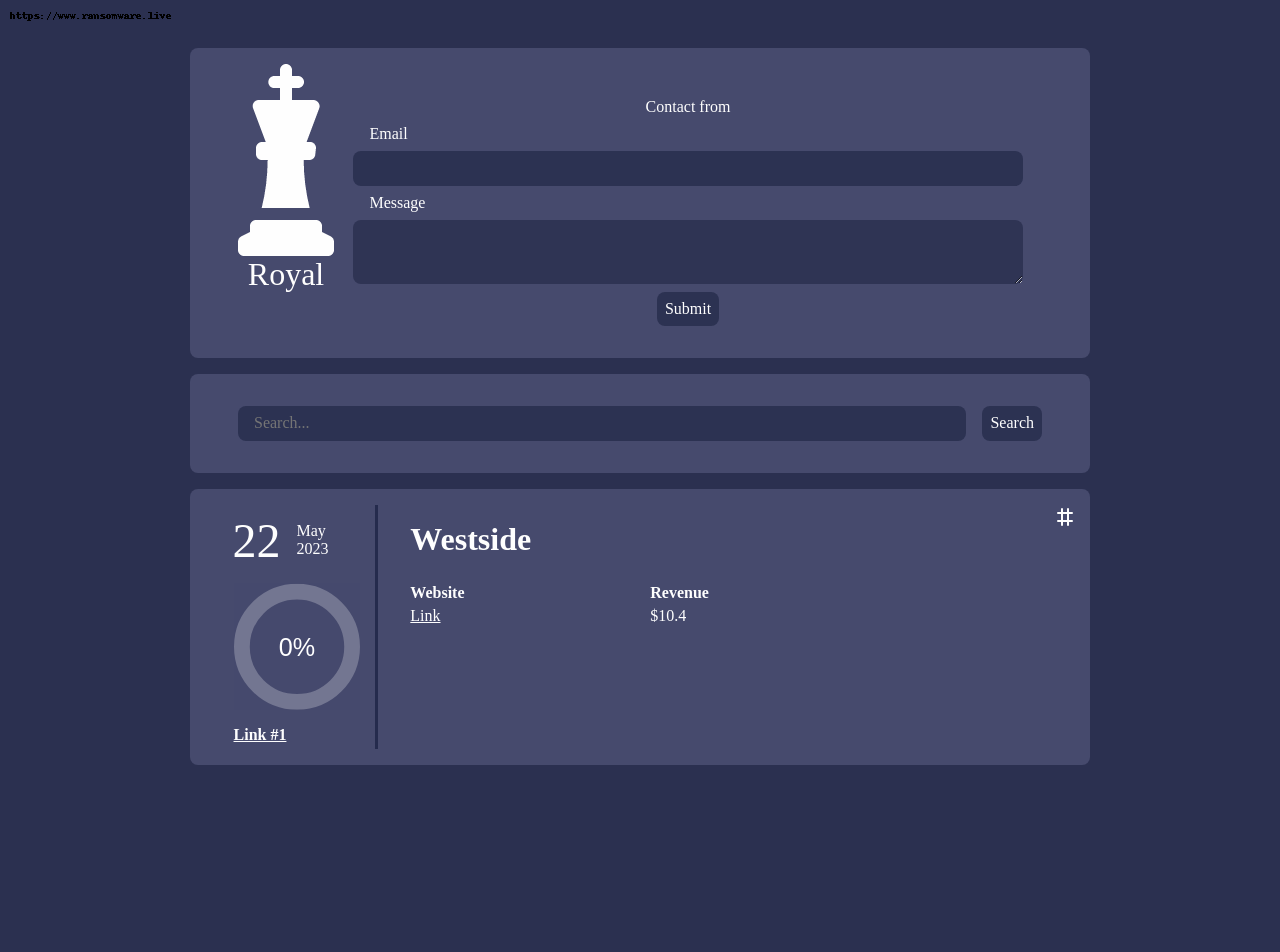 https://www.ransomware.live
Contact from
Email
Message
Royal
Submit
Search...
Search
22
May
2023
Westside
Website
Revenue
Link
$10.4
0%
Link #1